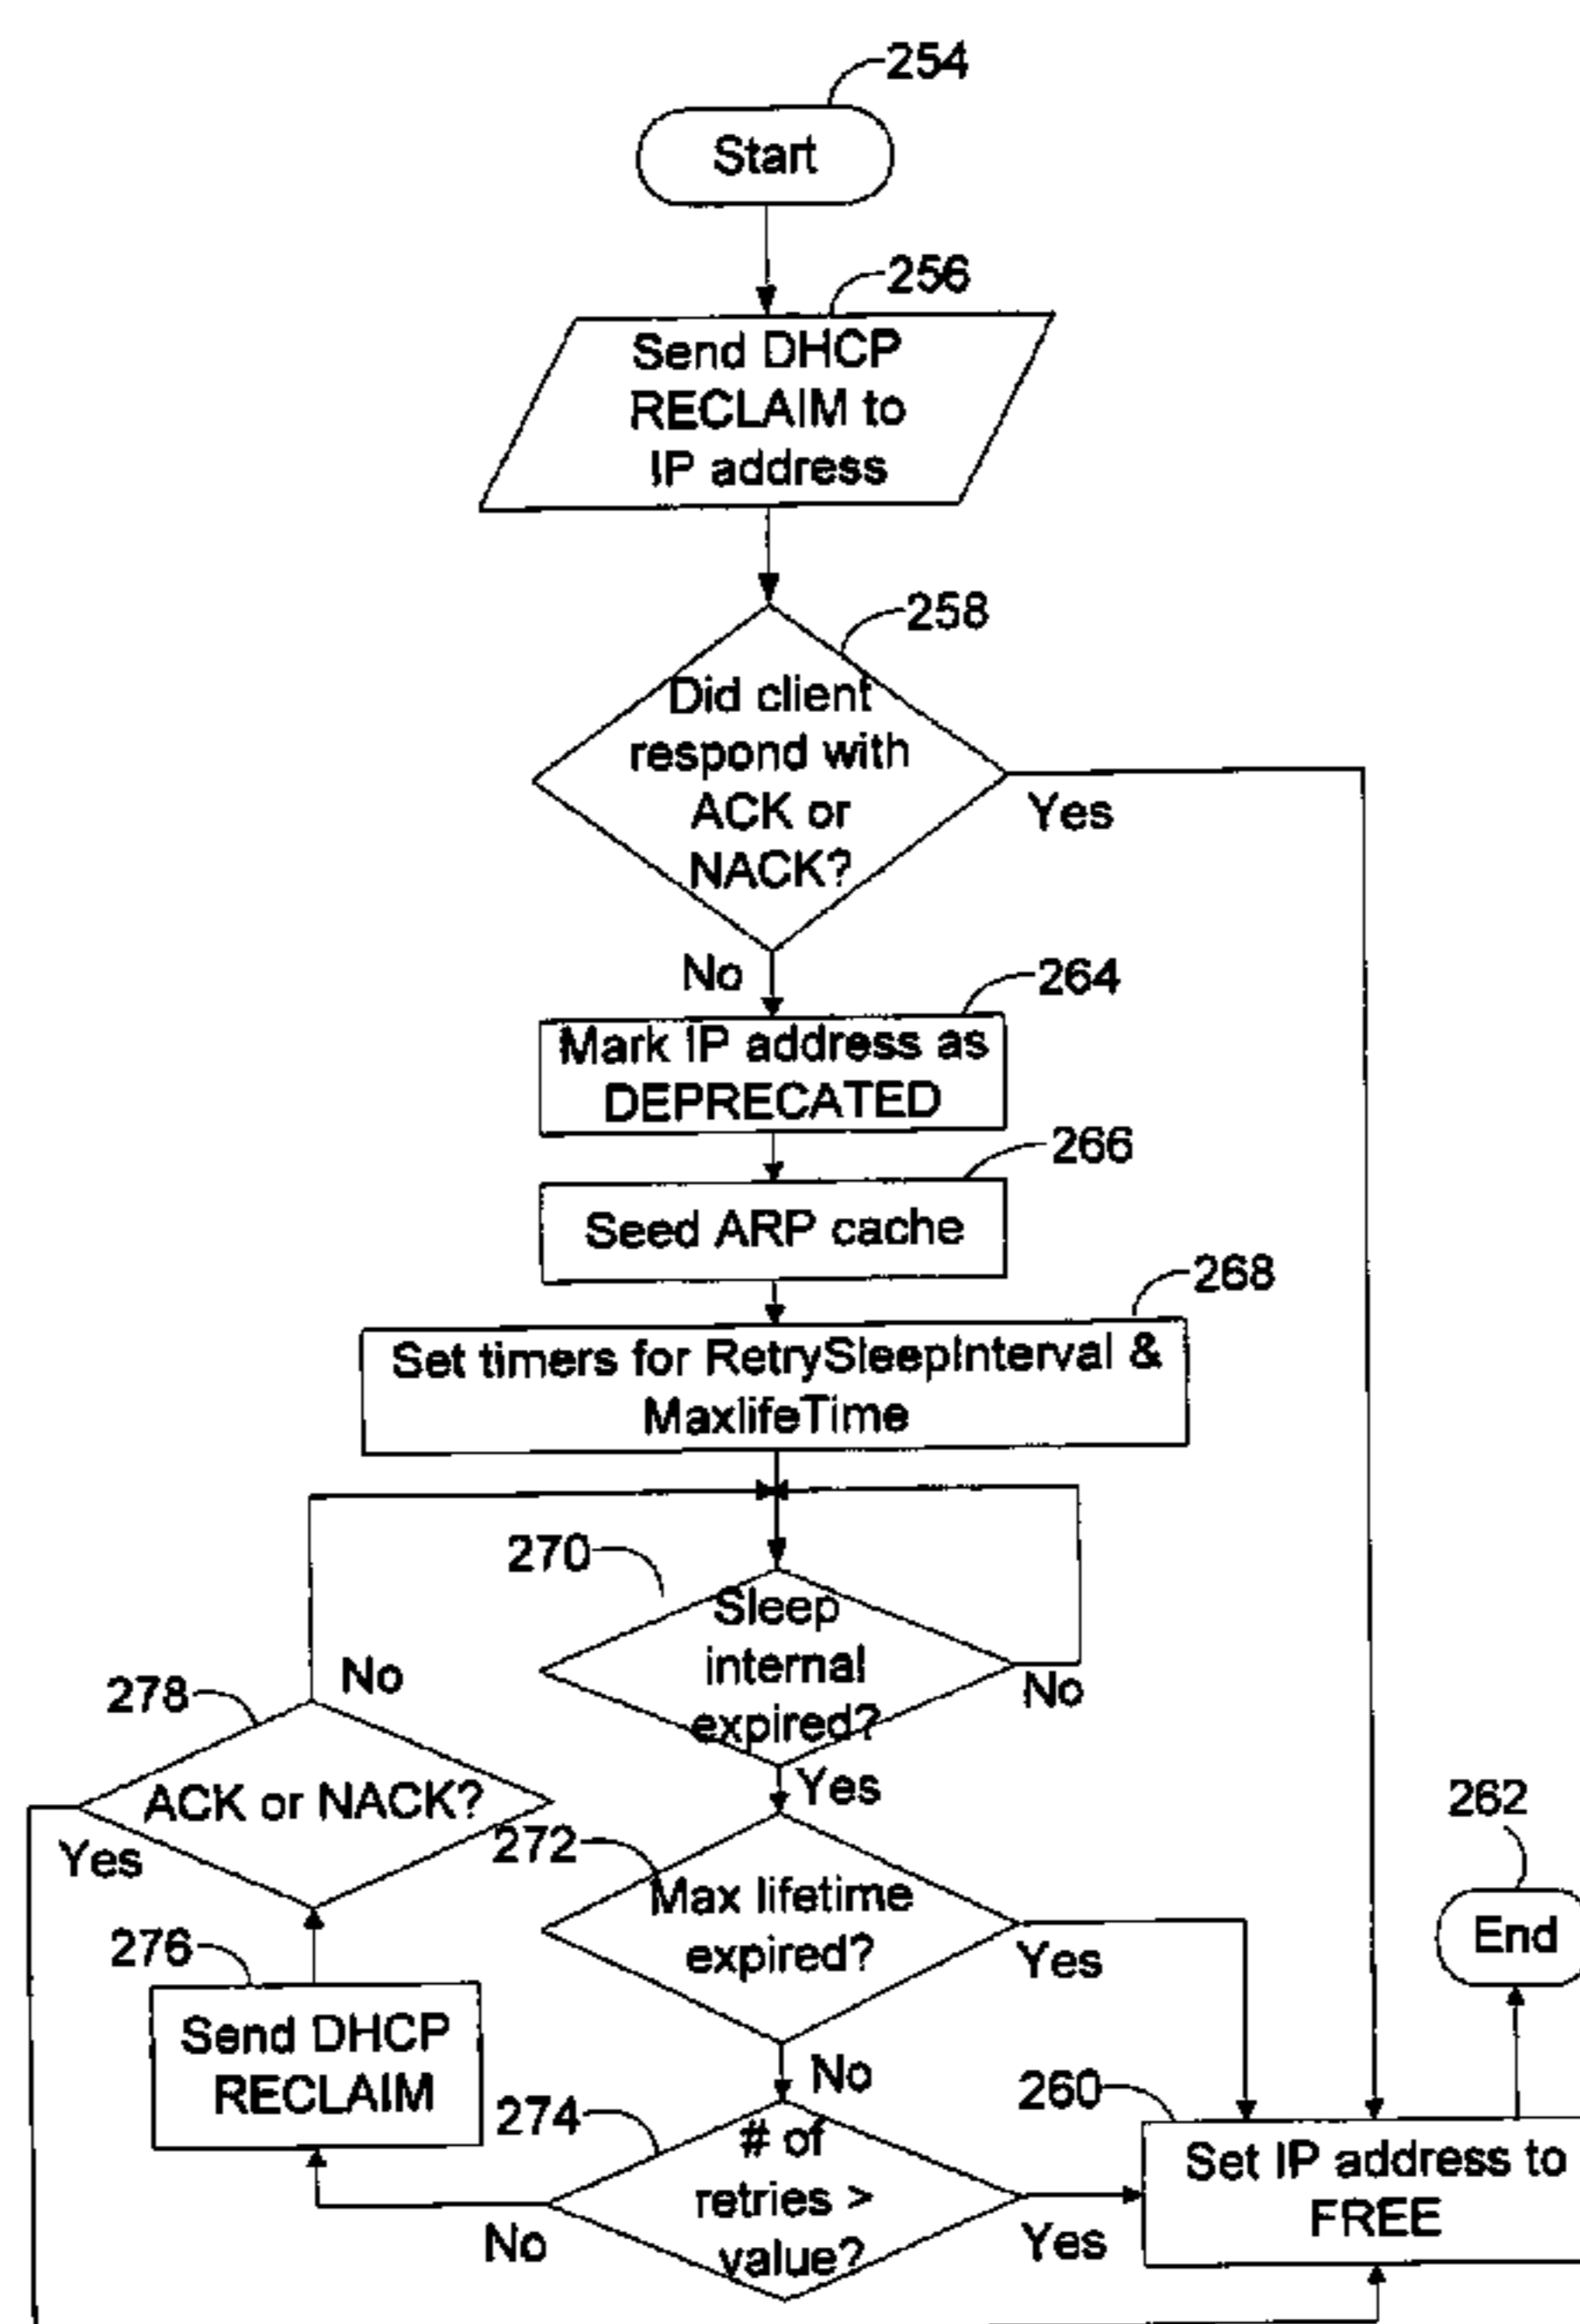 254
Start
256
Send DHCP
RECLAIM to
IP address
258
Did client
respond with
ACK or
NACK?
Yes
No
264
Mark IP address as
DEPRECATED
266
Seed ARP cache
268
Set timers for RetrySleepInterval &
MaxlifeTime
270
Sleep
internal
expired?
No
Yes
278
No
ACK or NACK?
Yes
272
Max lifetime
expired?
Yes
No
262
End
276
Send DHCP
RECLAIM
274
# of
retries >
value?
No
Yes
260
Set IP address to
FREE